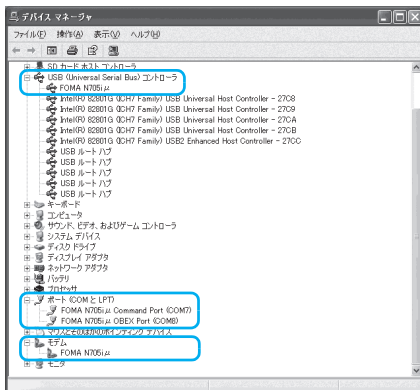 デバイス マネージャ
ファイル(F) 操作(A) 表示(V) ヘルプ(H)
SD カード ホスト コントローラ
USB (Universal Serial Bus) コントローラ
FOMA N705iμ
Intel(R) 82801G (ICH7 Family) USB Universal Host Controller - 27C8
Intel(R) 82801G (ICH7 Family) USB Universal Host Controller - 27C9
Intel(R) 82801G (ICH7 Family) USB Universal Host Controller - 27CA
Intel(R) 82801G (ICH7 Family) USB Universal Host Controller - 27CB
Intel(R) 82801G (ICH7 Family) USB2 Enhanced Host Controller - 27CC
USB ルート ハブ
USB ルート ハブ
USB ルート ハブ
USB ルート ハブ
USB ルート ハブ
キーボード
コンピュータ
サウンド、ビデオ、およびゲーム コントローラ
システム デバイス
ディスク ドライブ
ディスプレイ アダプタ
ネットワーク アダプタ
バッテリ
プロセッサ
ポート (COM と LPT)
FOMA N705iμ Command Port (COM7)
FOMA N705iμ OBEX Port (COM8)
マウスとそのほかのポインティング デバイス
モデム
FOMA N705iμ
モニタ